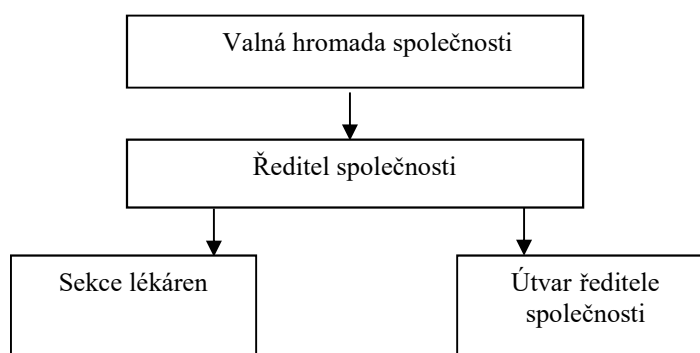 Valná hromada společnosti
Ředitel společnosti
Sekce lékáren
Útvar ředitele
společnosti